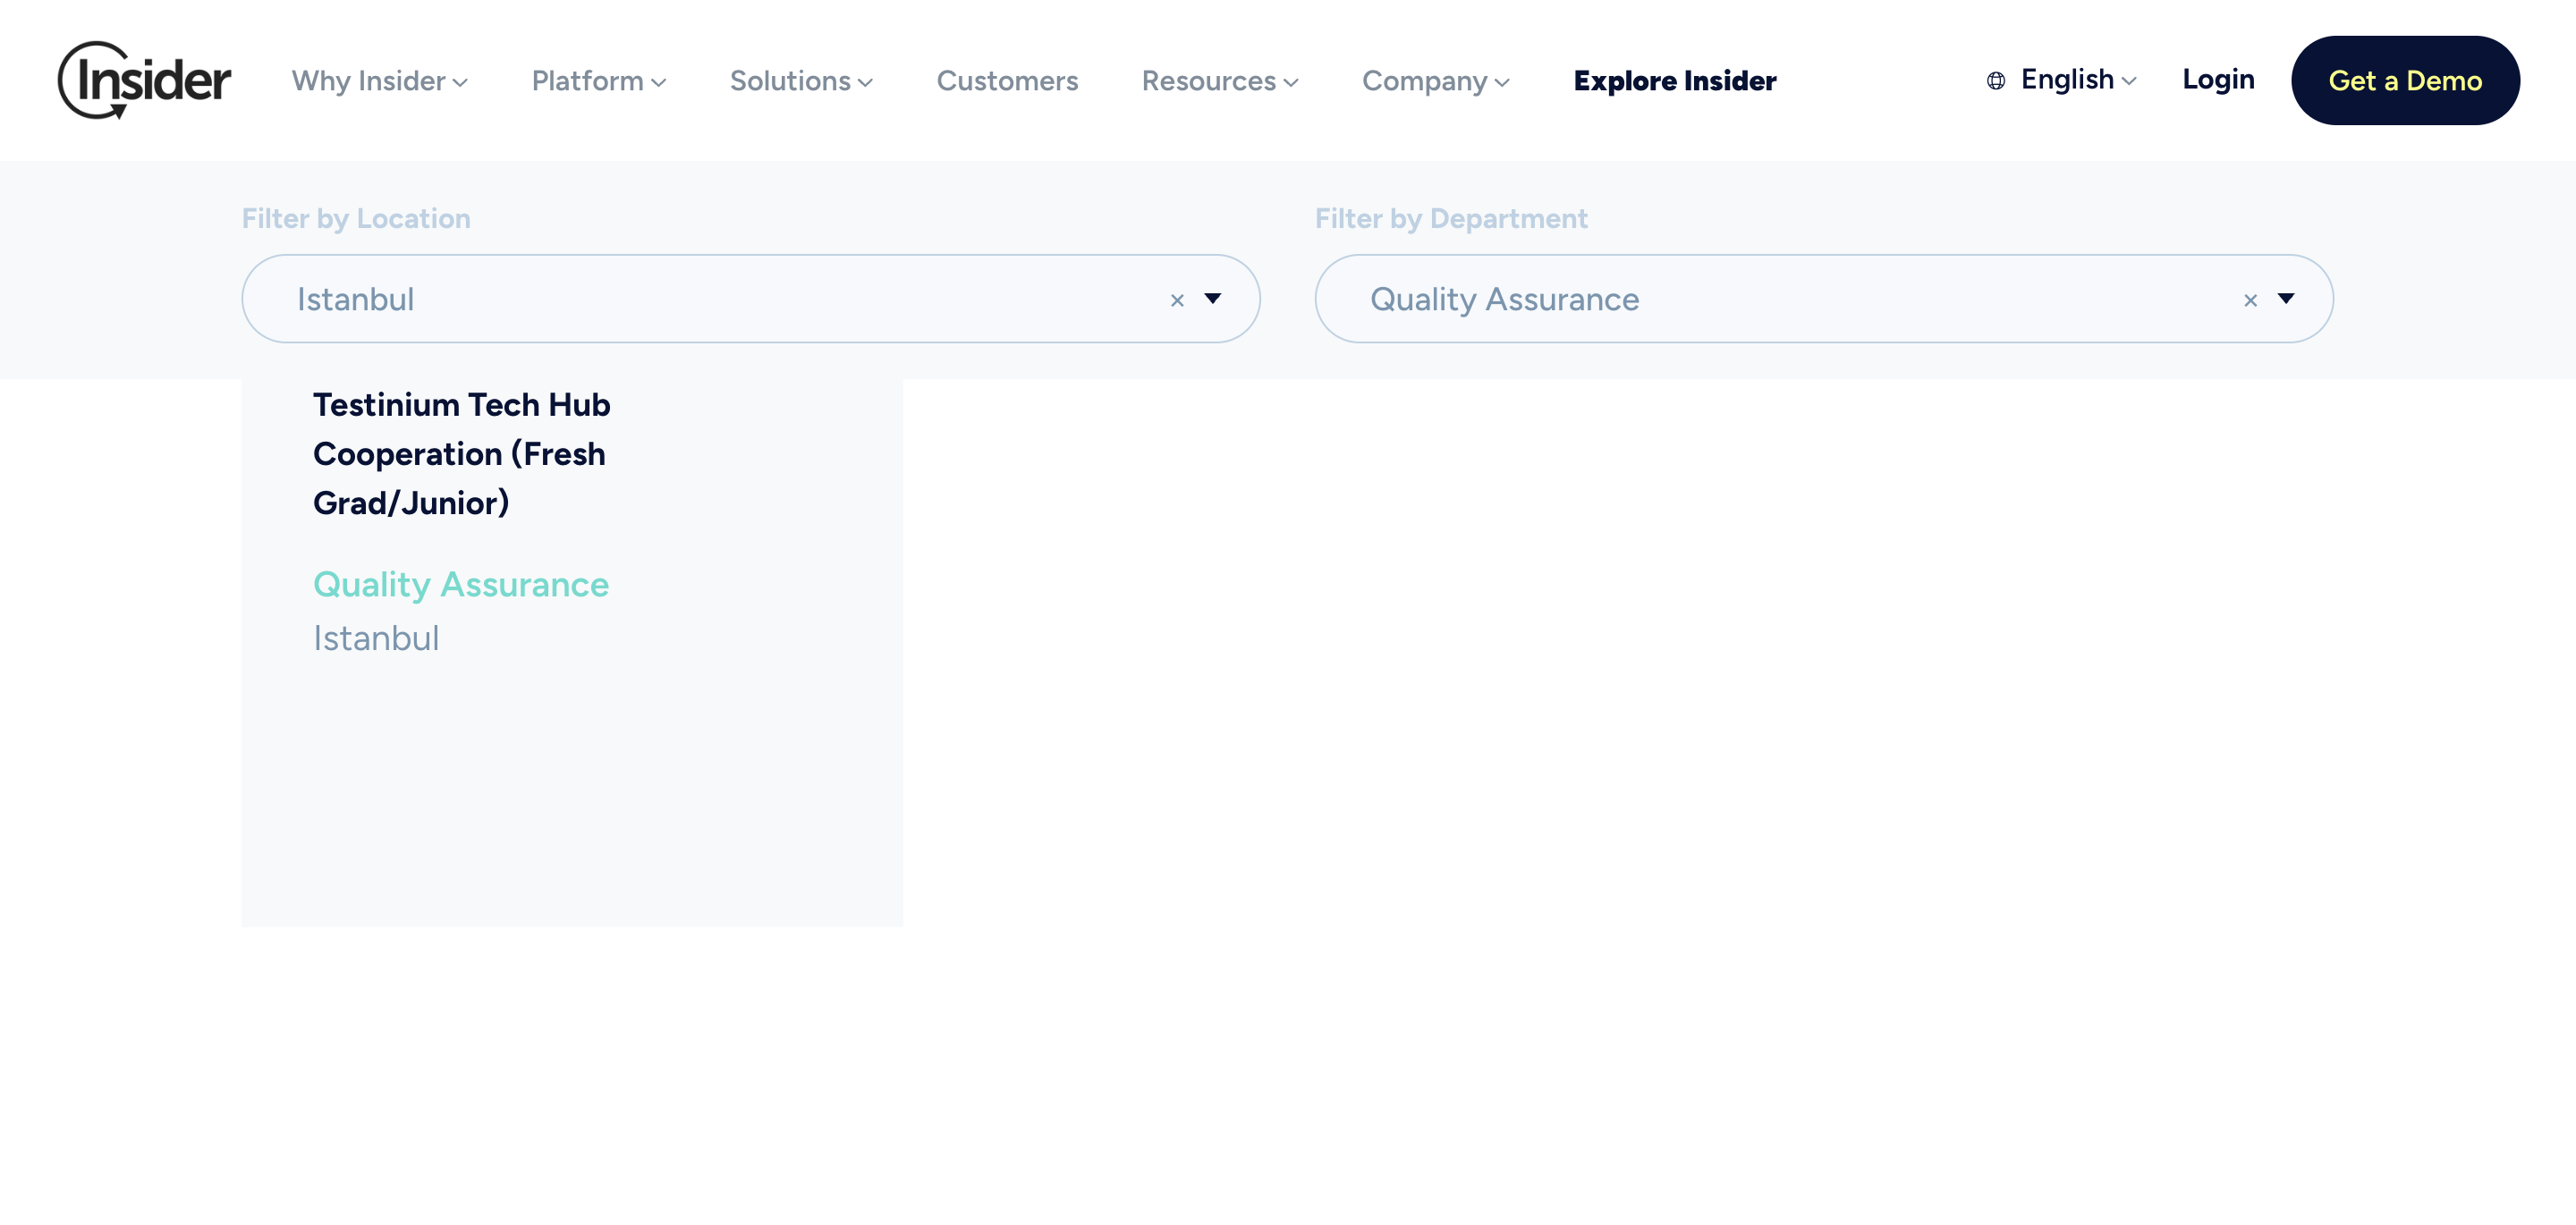 Insider Why Insider Platform Solutions Customers Resources Company Explore Insider English Login Get a Demo
Filter by Location
Filter by Department
Istanbul ×
Quality Assurance ×
Testinium Tech Hub
Cooperation (Fresh
Grad/Junior)
Quality Assurance
Istanbul